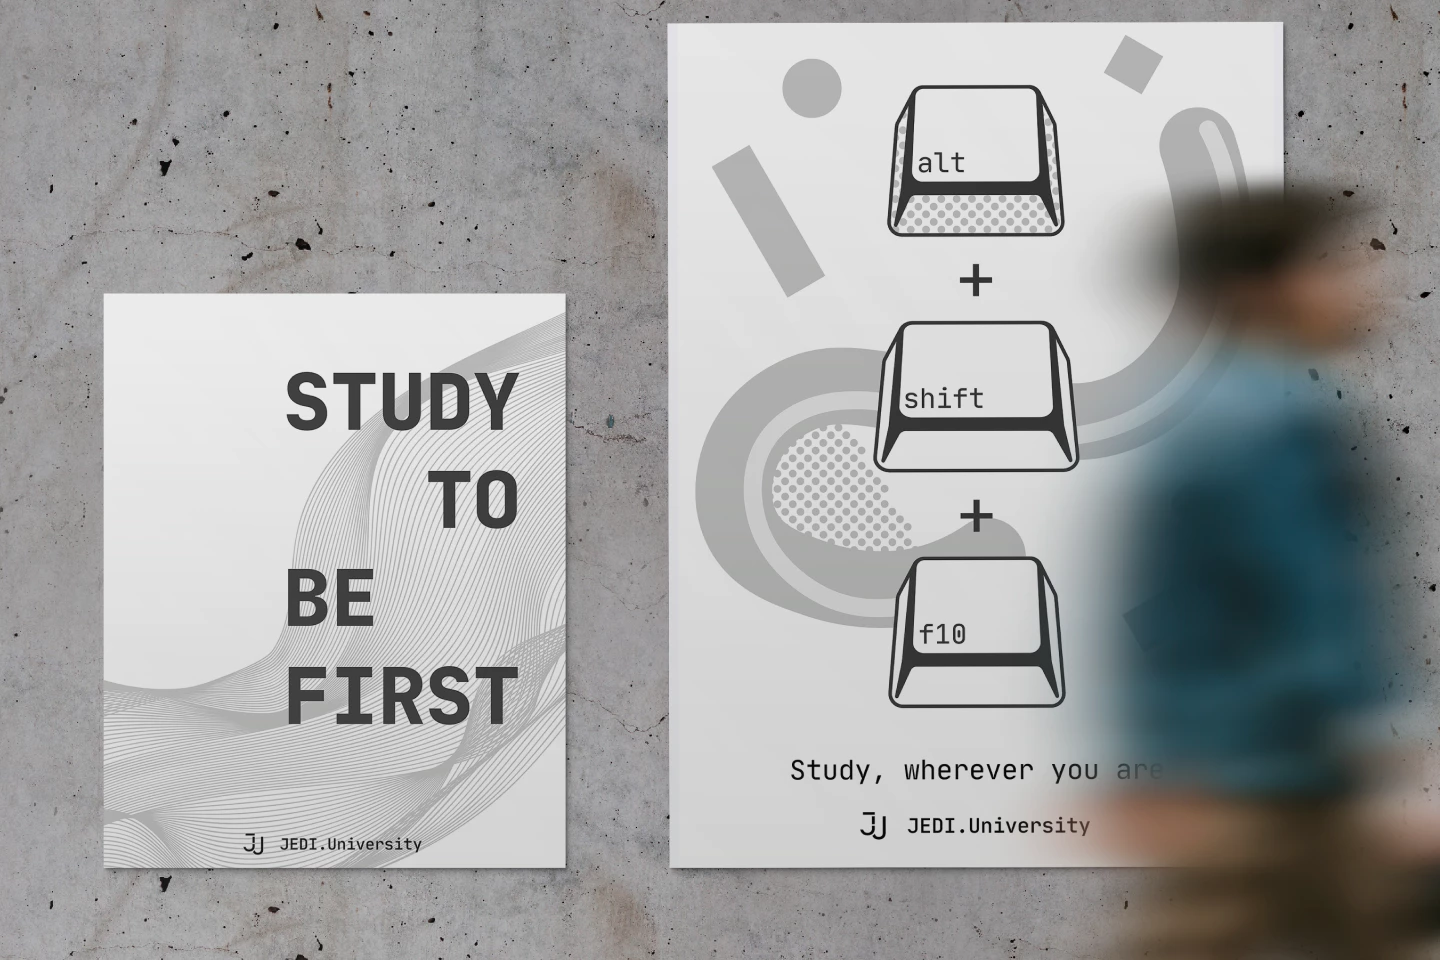 STUDY
TO
BE
FIRST
JEDI.University
alt
+
shift
+
f10
Study, wherever you are
JEDI.University